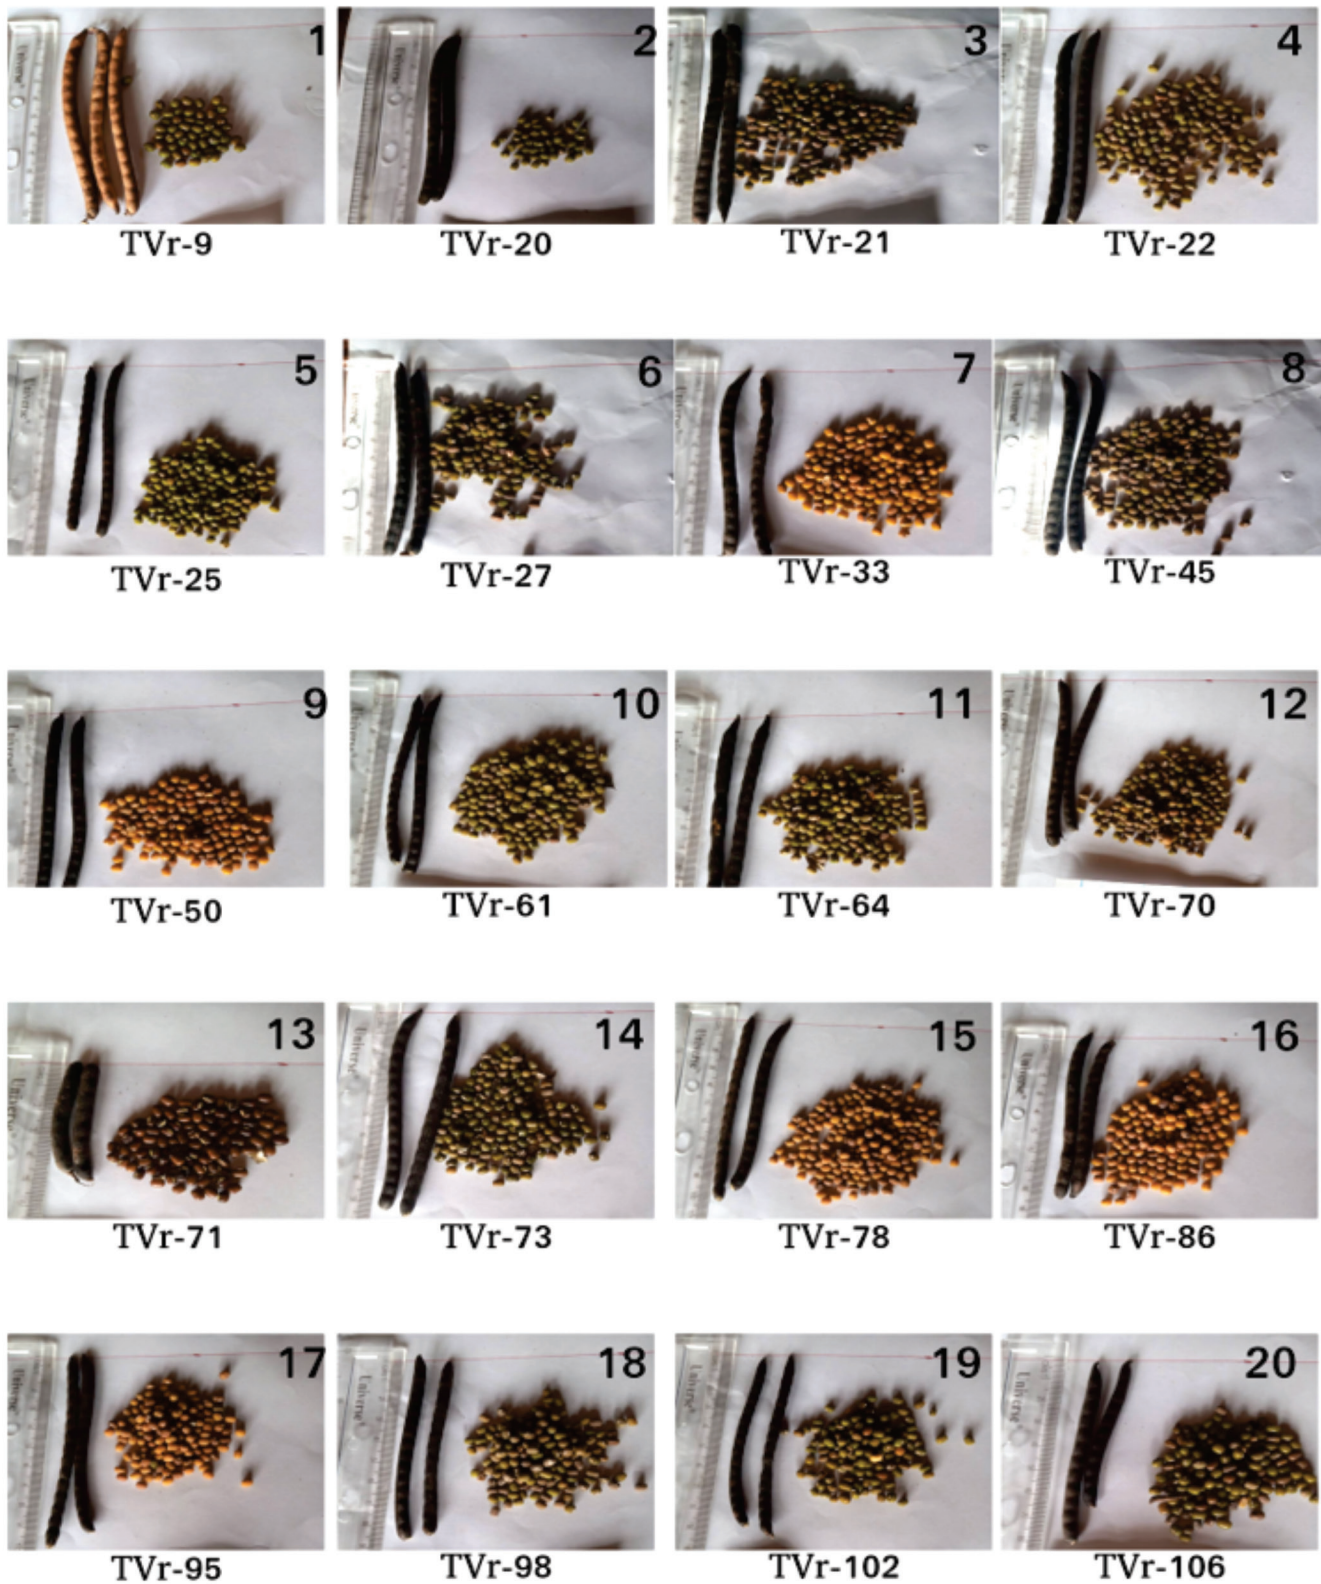 1 2 3 4
TVr-9 TVr-20 TVr-21 TVr-22
5 6 7 8
TVr-25 TVr-27 TVr-33 TVr-45
9 10 11 12
TVr-50 TVr-61 TVr-64 TVr-70
13 14 15 16
TVr-71 TVr-73 TVr-78 TVr-86
17 18 19 20
TVr-95 TVr-98 TVr-102 TVr-106